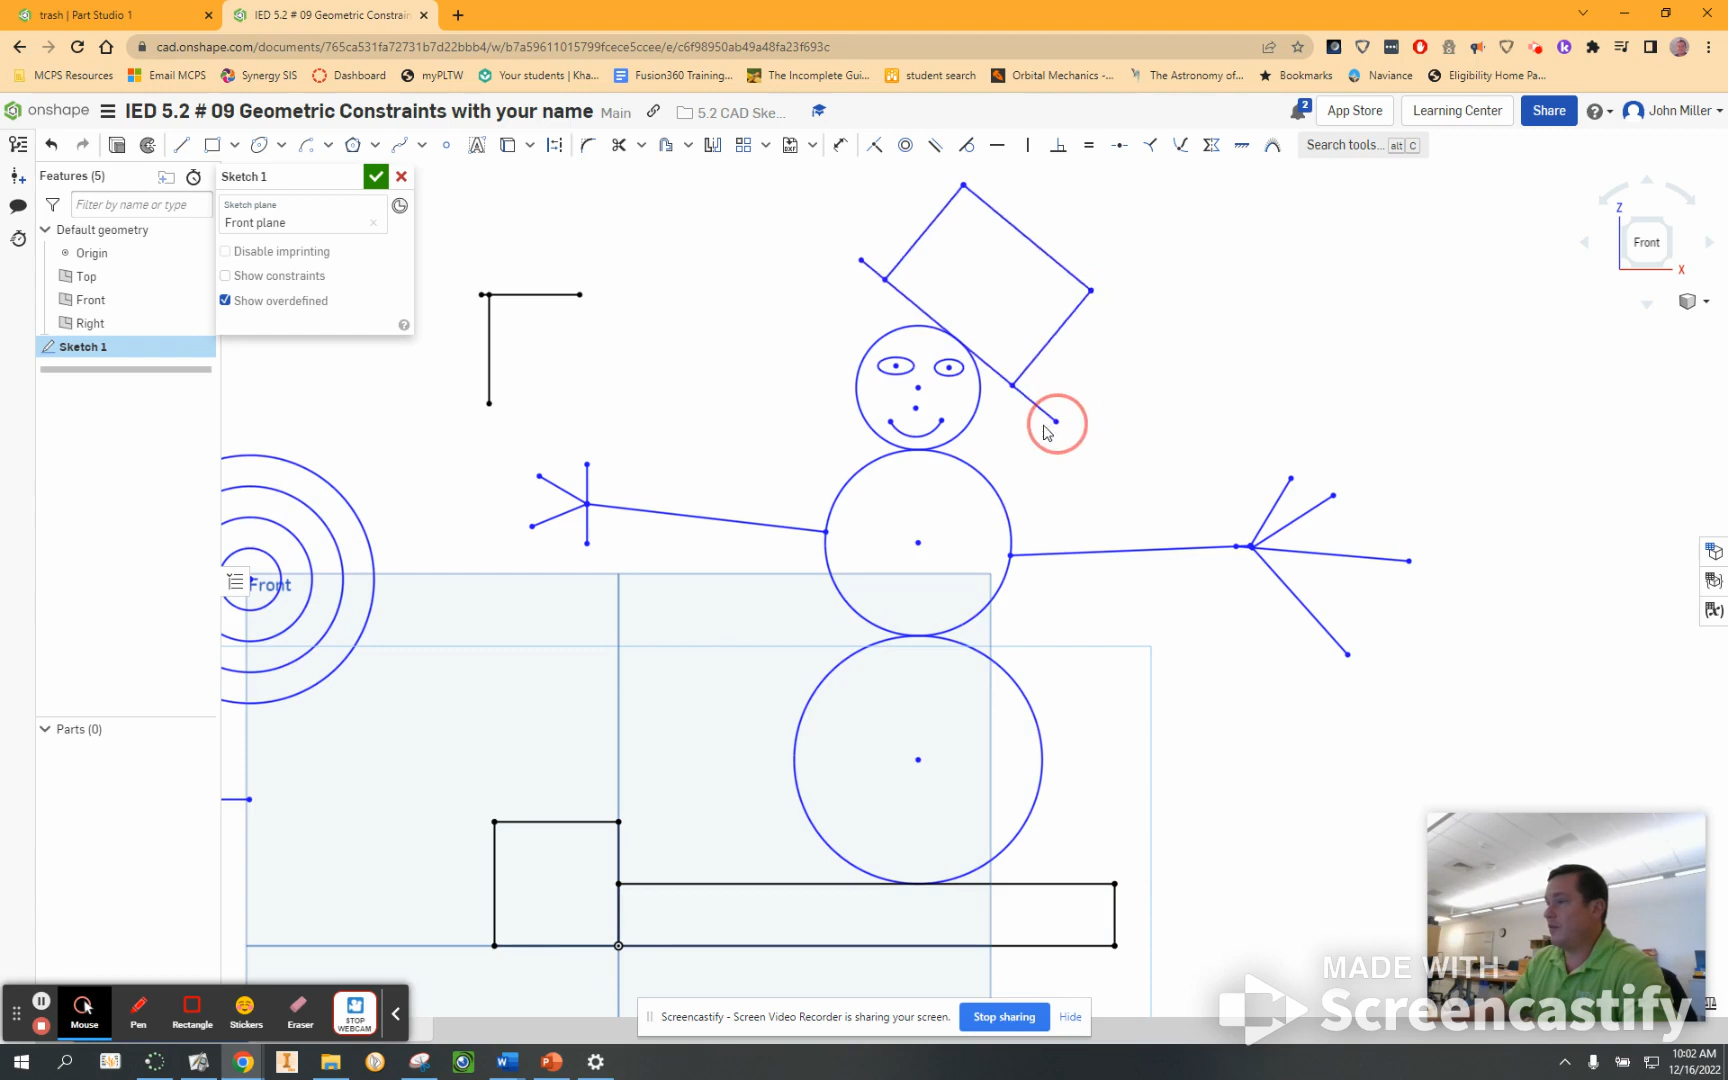 trash | Part Studio 1
IED 5.2 # 09 Geometric Constrain
cad.onshape.com/documents/765ca531fa72731b7d22bbb4/w/b7a59611015799fcece5ccee/e/c6f98950ab49a48fa23f693c
MCPS Resources
Email MCPS
Synergy SIS
Dashboard
myPLTW
Your students | Kha...
Fusion360 Training...
The Incomplete Gui...
student search
Orbital Mechanics -...
The Astronomy of...
Bookmarks
Naviance
Eligibility Home Pa...
onshape
IED 5.2 # 09 Geometric Constraints with your name
Main
5.2 CAD Ske...
2
App Store
Learning Center
Share
John Miller
Search tools...
alt C
Features (5)
Sketch 1
Sketch plane
Front plane
Filter by name or type
Default geometry
Disable imprinting
Origin
Show constraints
Top
Front
Show overdefined
Right
Sketch 1
Z
Front
X
Front
Parts (0)
(x)
MADE WITH
Screencastify
Mouse
Pen
Rectangle
Stickers
Eraser
STOP
WEBCAM
Screencastify - Screen Video Recorder is sharing your screen.
Stop sharing
Hide
10:02 AM
12/16/2022